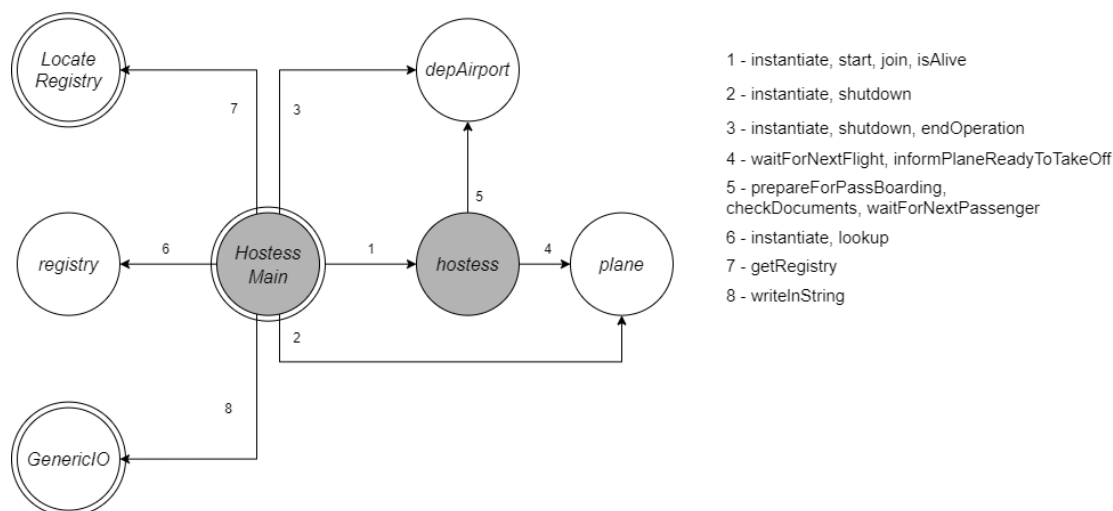 Locate
Registry
depAirport
7
3
5
registry
6
Hostess
Main
1
hostess
4
plane
2
8
GenericIO
1 - instantiate, start, join, isAlive
2 - instantiate, shutdown
3 - instantiate, shutdown, endOperation
4 - waitForNextFlight, informPlaneReadyToTakeOff
5 - prepareForPassBoarding,
checkDocuments, waitForNextPassenger
6 - instantiate, lookup
7 - getRegistry
8 - writeInString